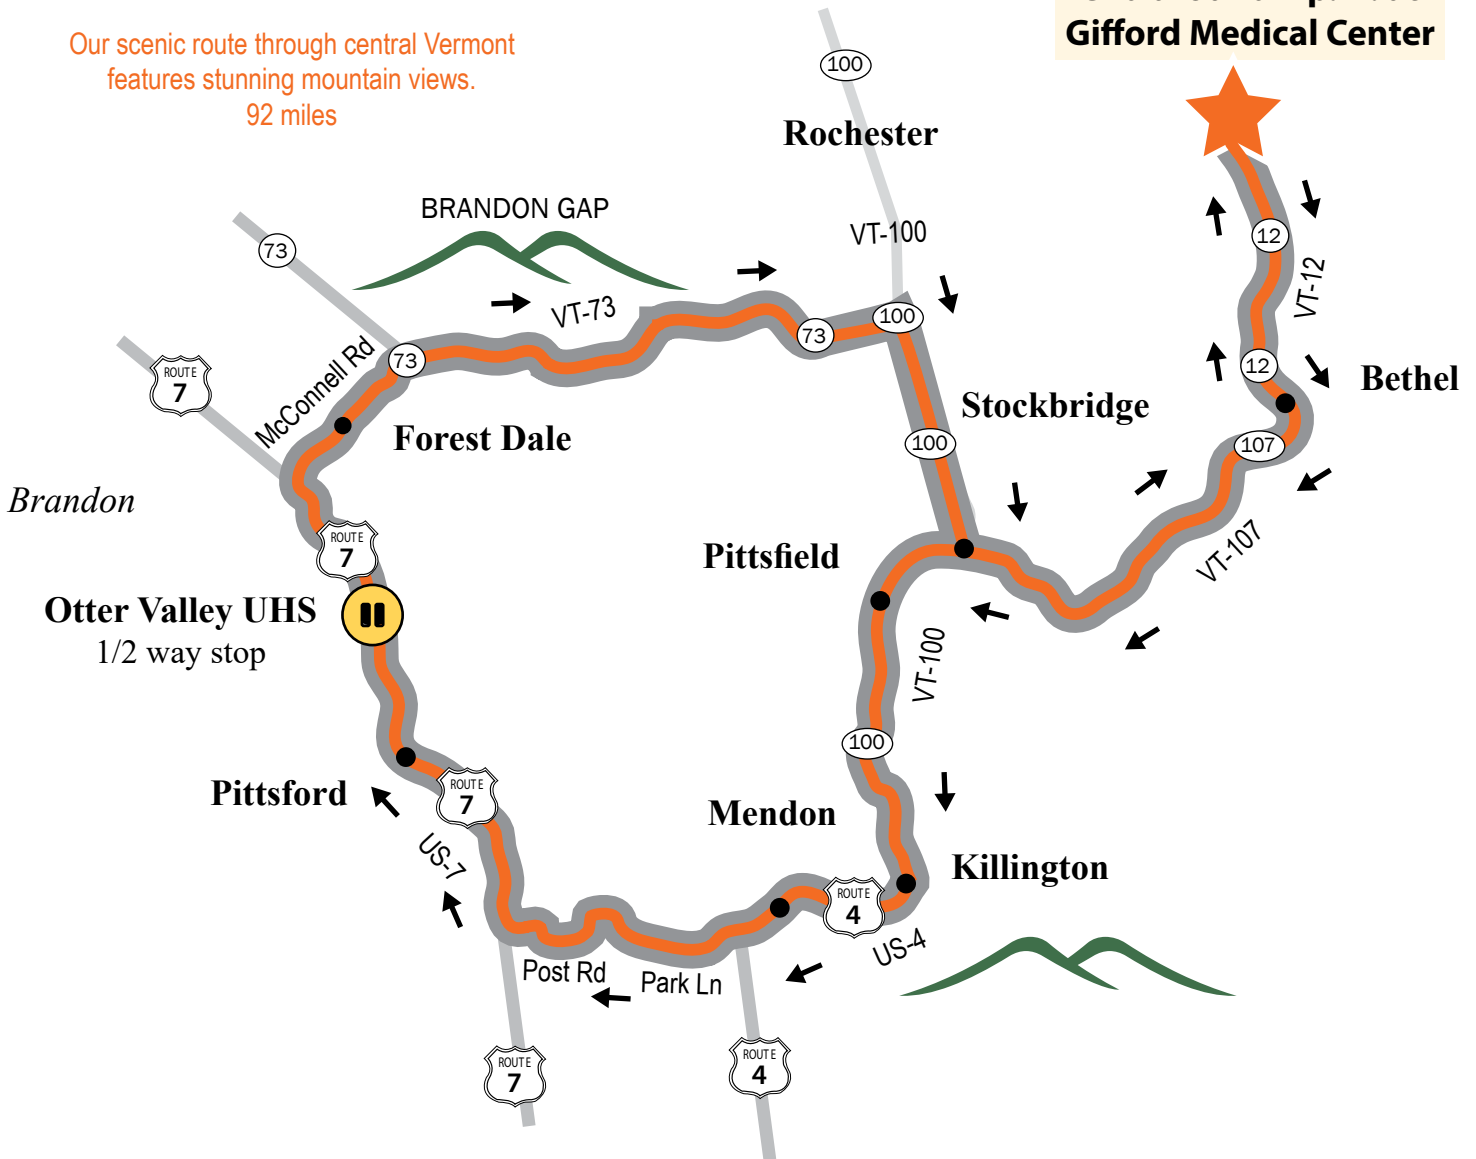 Gifford Medical Center
Our scenic route through central Vermont
features stunning mountain views.
92 miles
100
Rochester
VT-100
BRANDON GAP
73
VT-73
73
100
12
VT-12
12
Bethel
ROUTE
7
McConnell Rd
73
Forest Dale
Stockbridge
100
107
VT-107
Brandon
ROUTE
7
Pittsfield
Otter Valley UHS
1/2 way stop
VT-100
100
Pittsford
ROUTE
7
US-7
Mendon
Killington
ROUTE
4
US-4
Post Rd
Park Ln
ROUTE
7
ROUTE
4